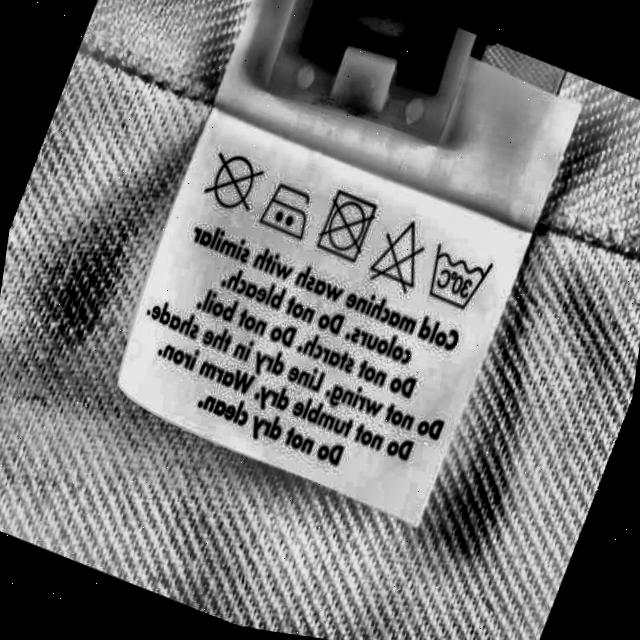 30C
Cold machine wash with similar
colours. Do not bleach.
Do not starch. Do not boil.
Do not wring. Line dry in the shade.
Do not tumble dry. Warm iron.
Do not dry clean.